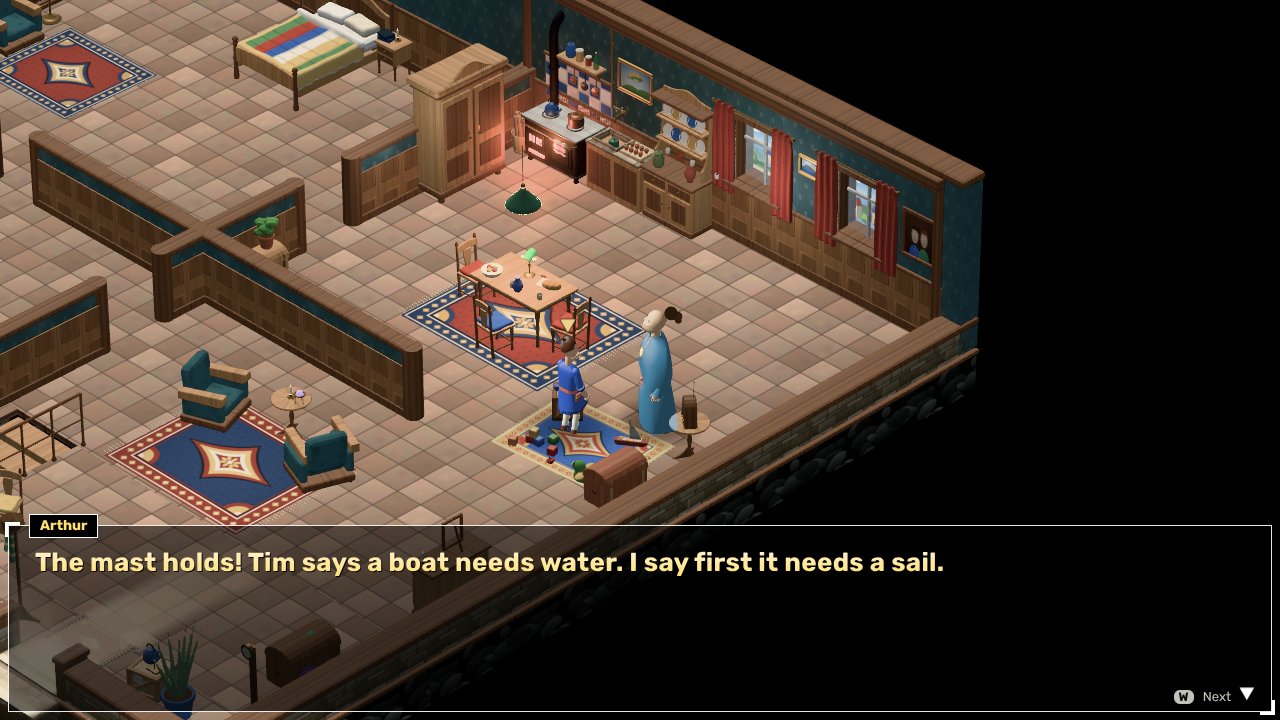 Arthur
The mast holds! Tim says a boat needs water. I say first it needs a sail.
W Next